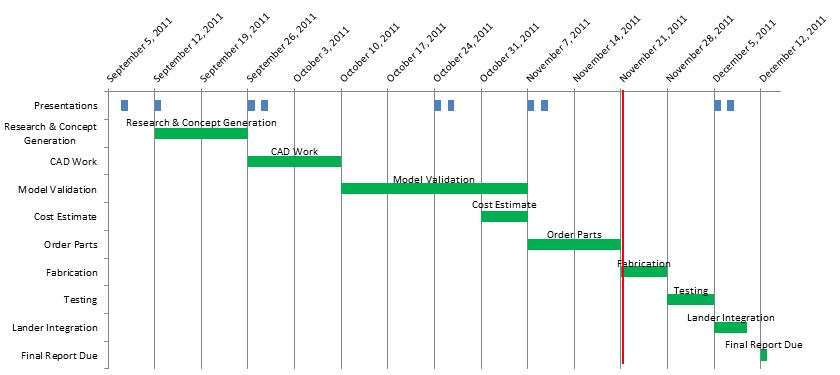 September 5, 2011
September 12, 2011
September 19, 2011
September 26, 2011
October 3, 2011
October 10, 2011
October 17, 2011
October 24, 2011
October 31, 2011
November 7, 2011
November 14, 2011
November 21, 2011
November 28, 2011
December 5, 2011
December 12, 2011
Presentations
Research & Concept
Generation
Research & Concept Generation
CAD Work
CAD Work
Model Validation
Model Validation
Cost Estimate
Cost Estimate
Order Parts
Order Parts
Fabrication
Fabrication
Testing
Testing
Lander Integration
Lander Integration
Final Report Due
Final Report Due